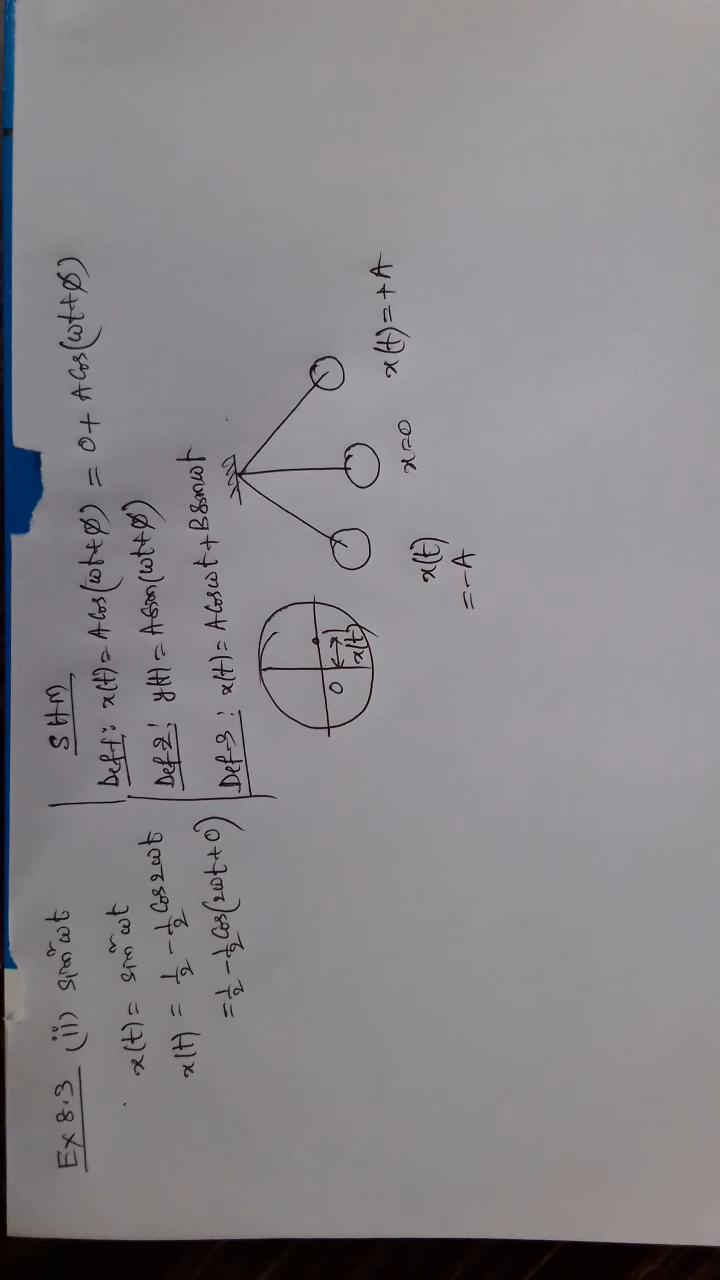 Ex 8.3 (ii) sin²ωt
x(t) = sin²ωt
x(t) = 1/2 - 1/2 Cos2ωt
= 1/2 - 1/2 Cos(2ωt+0)
SHM
Def-1: x(t) = A Cos(ωt+ø) = 0 + A Cos(ωt+ø)
Def-2: y(t) = A Sin(ωt+ø)
Def-3: x(t) = A Cosωt + B Sinωt
0
x(t)
x(t)
= -A
x=0
x(t) = +A